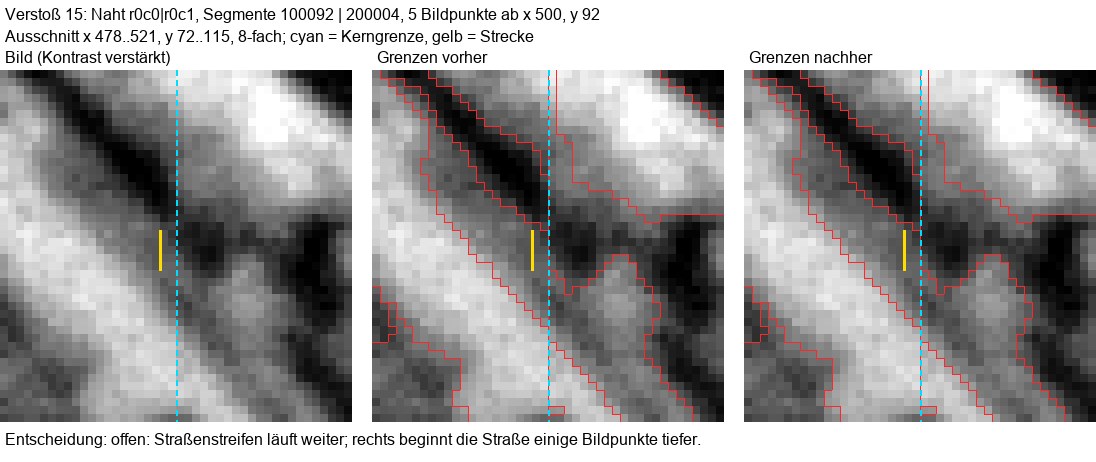 Verstoß 15: Naht r0c0|r0c1, Segmente 100092 | 200004, 5 Bildpunkte ab x 500, y 92
Ausschnitt x 478..521, y 72..115, 8-fach; cyan = Kerngrenze, gelb = Strecke
Bild (Kontrast verstärkt) Grenzen vorher Grenzen nachher
Entscheidung: offen: Straßenstreifen läuft weiter; rechts beginnt die Straße einige Bildpunkte tiefer.